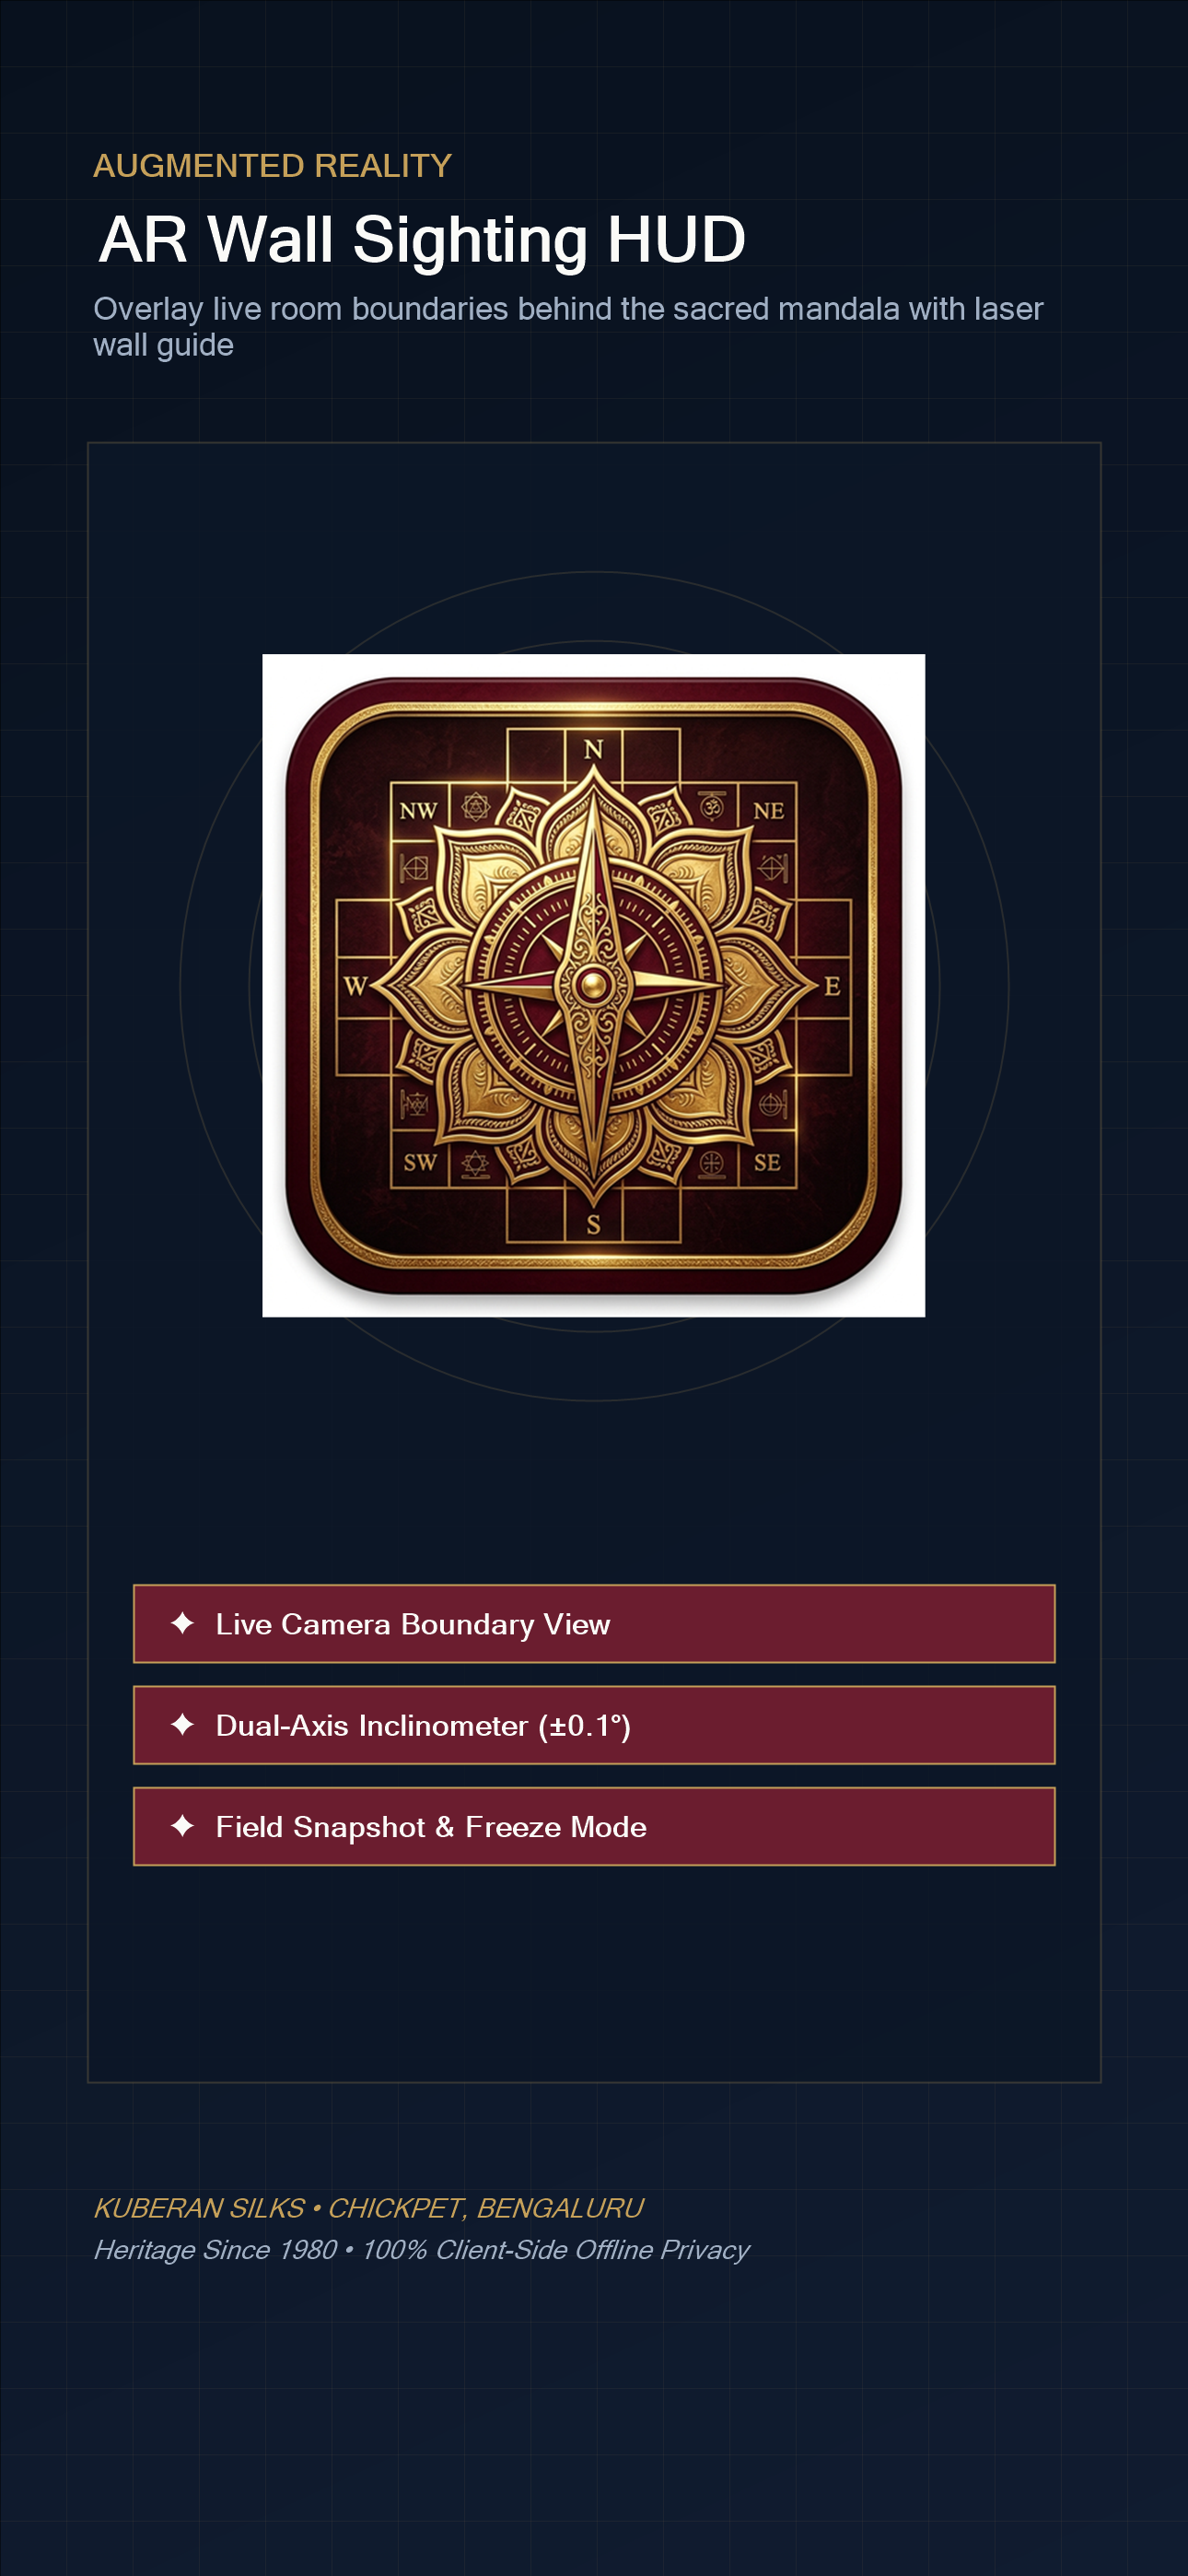 AUGMENTED REALITY
AR Wall Sighting HUD
Overlay live room boundaries behind the sacred mandala with laser
wall guide
N
NW
ॐ
NE
W
E
SW
SE
S
✦ Live Camera Boundary View
✦ Dual-Axis Inclinometer (±0.1°)
✦ Field Snapshot & Freeze Mode
KUBERAN SILKS • CHICKPET, BENGALURU
Heritage Since 1980 • 100% Client-Side Offline Privacy